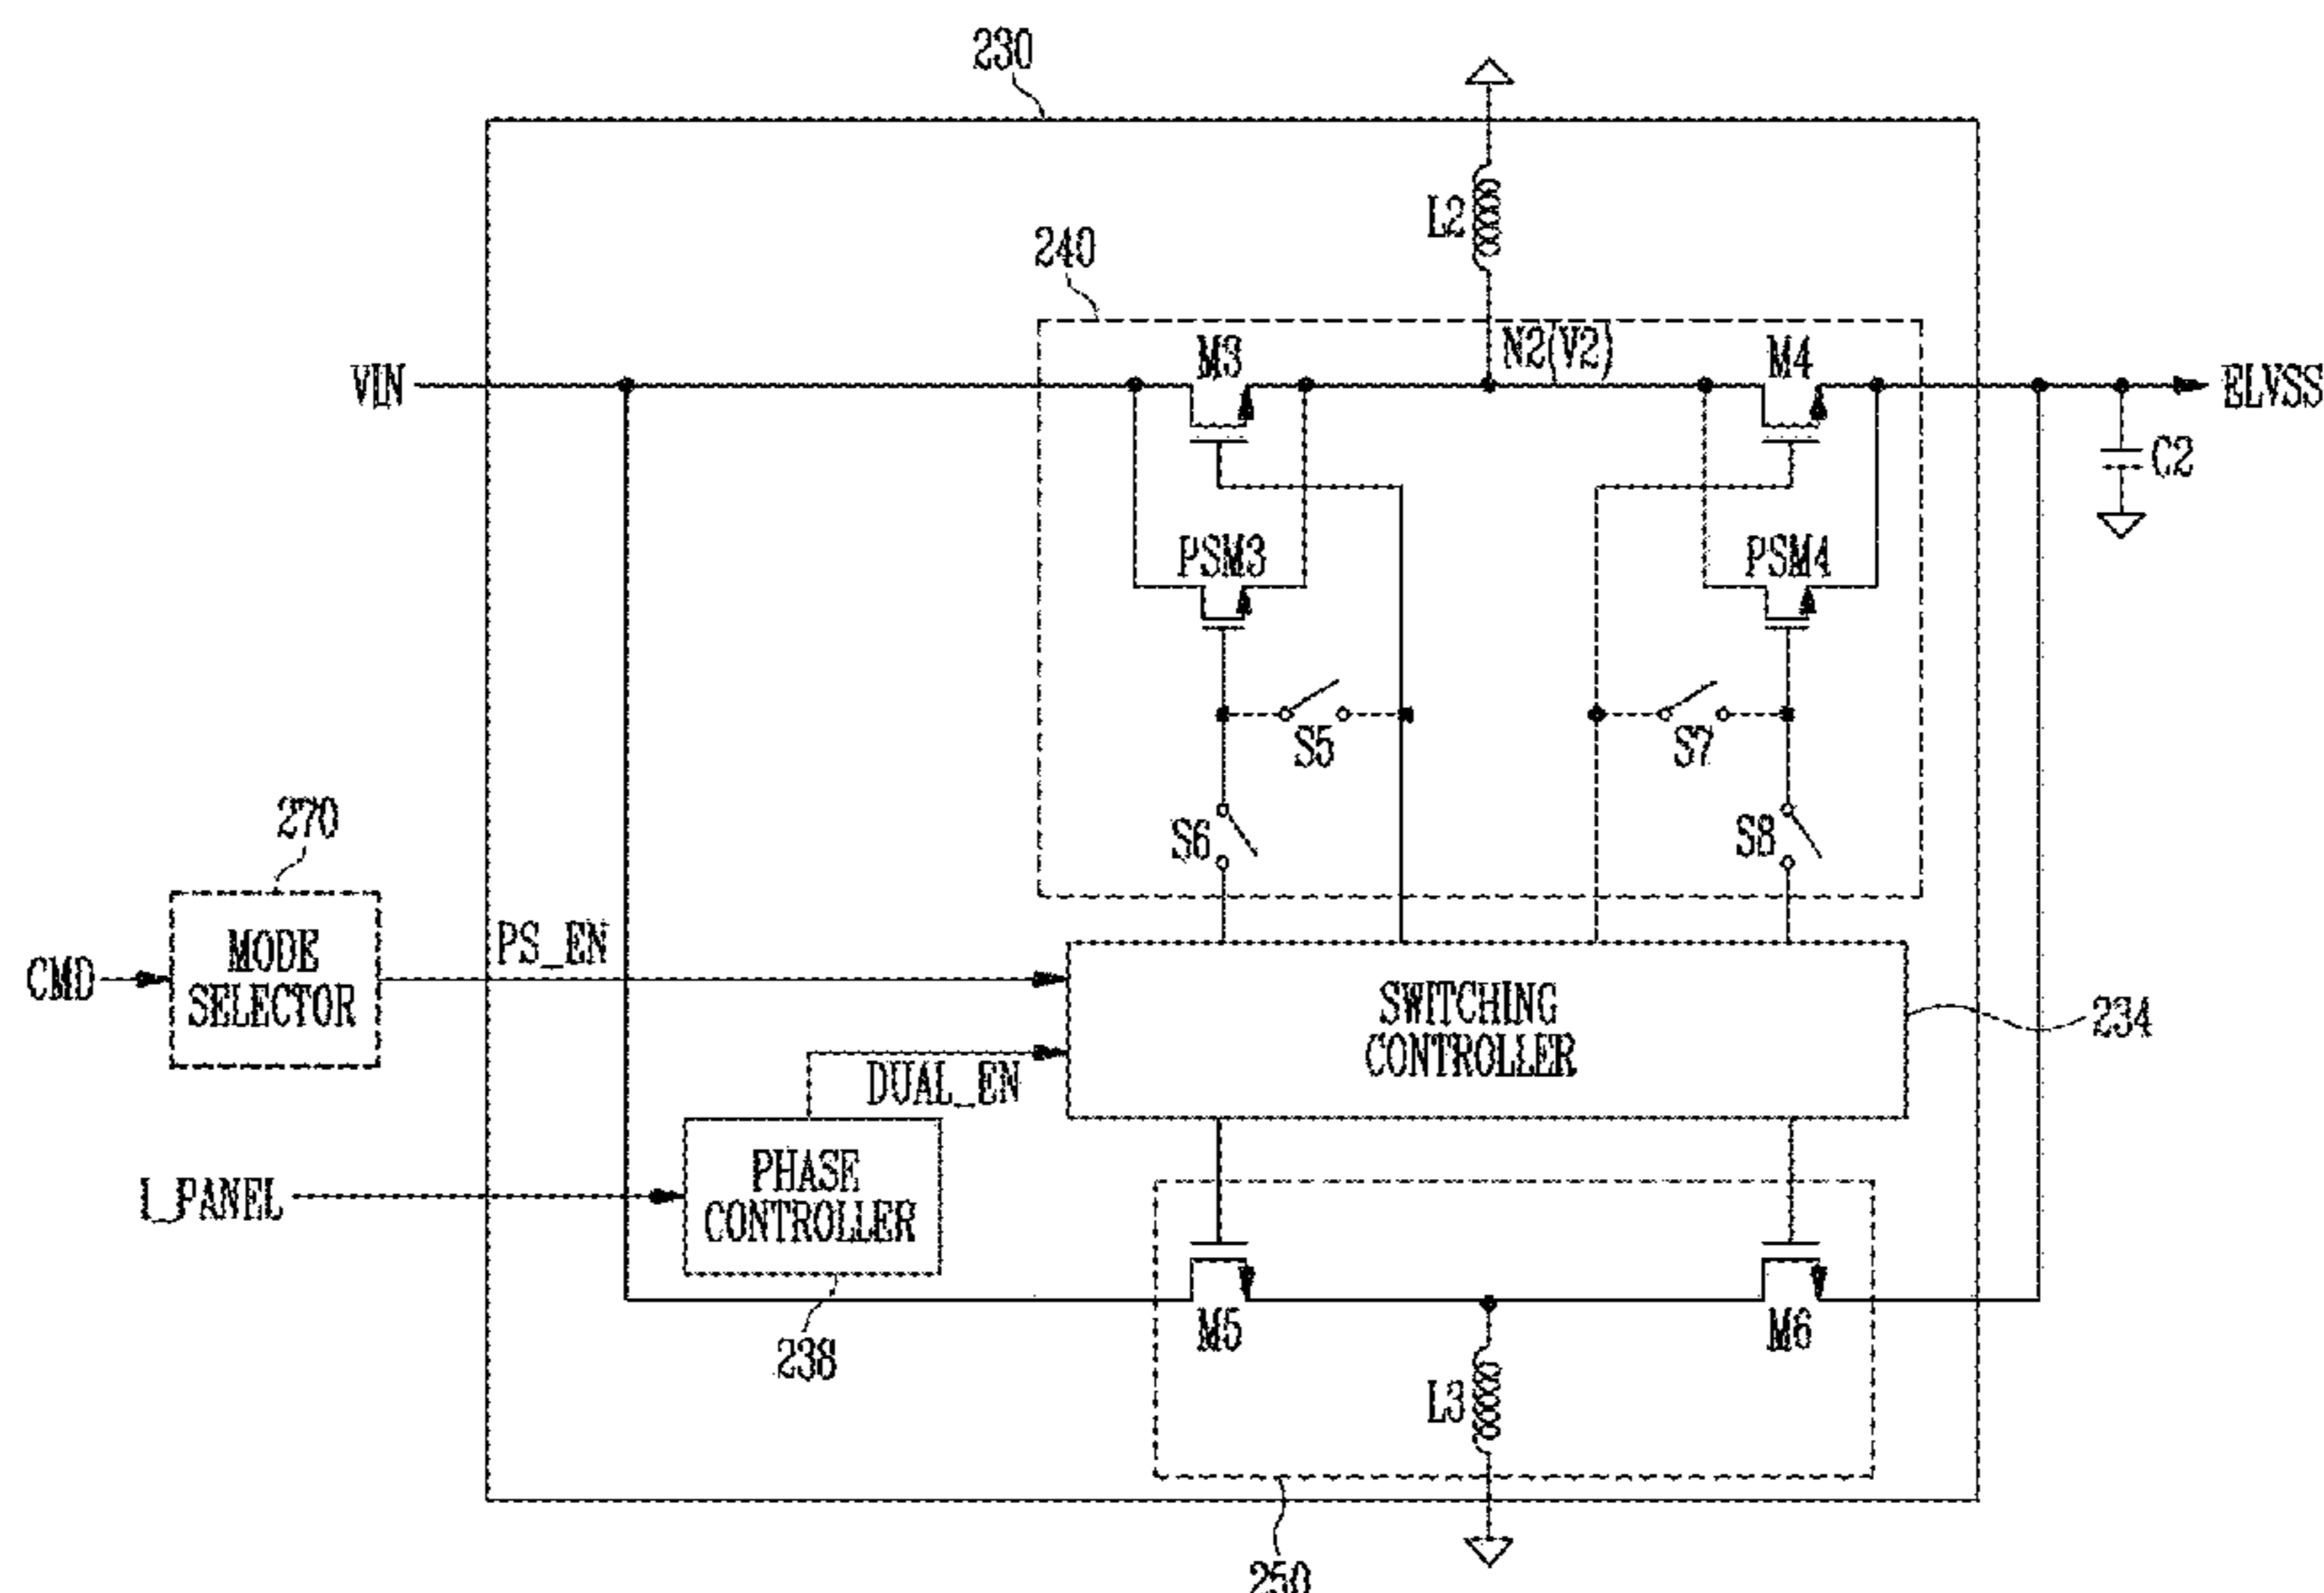 230
L2
240
N2(V2)
M3
M4
VIN
ELVSS
C2
PSM3
PSM4
S5
S7
270
S6
S8
MODE
SELECTOR
PS_EN
CMD
SWITCHING
CONTROLLER
234
DUAL_EN
PHASE
CONTROLLER
I_PANEL
M5
M6
238
L3
250